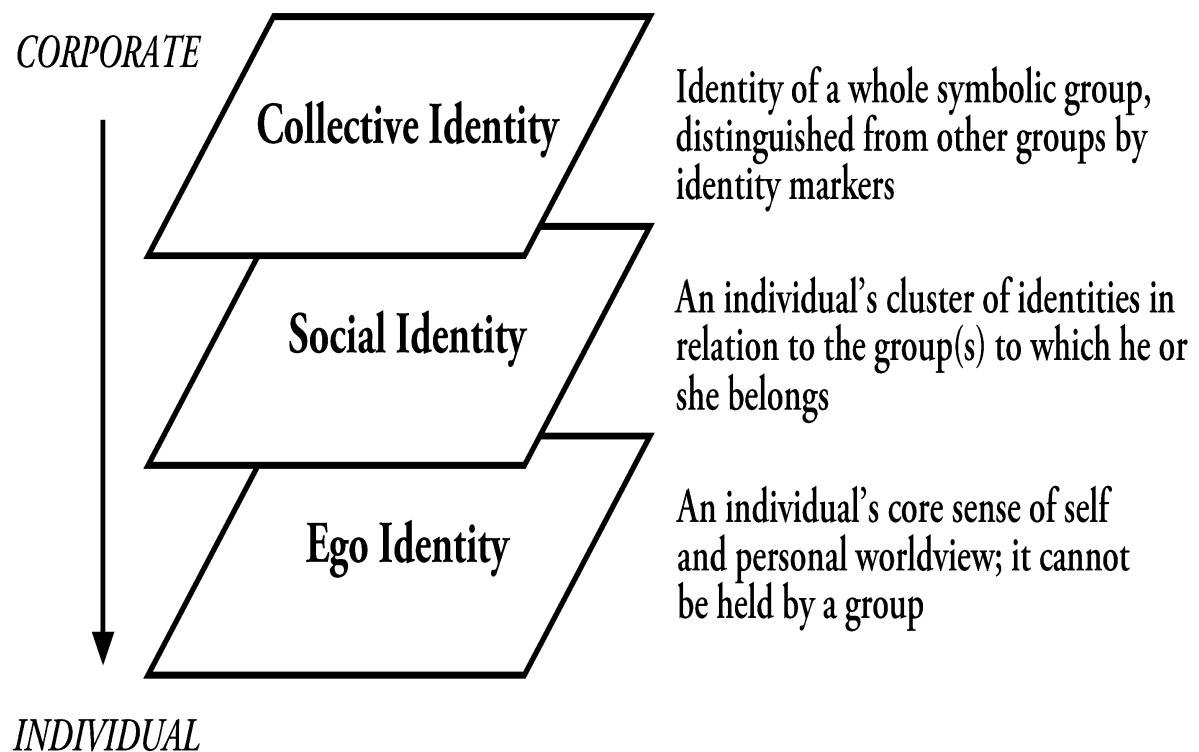 CORPORATE
Collective Identity
Identity of a whole symbolic group,
distinguished from other groups by
identity markers
Social Identity
An individual’s cluster of identities in
relation to the group(s) to which he or
she belongs
Ego Identity
An individual’s core sense of self
and personal worldview; it cannot
be held by a group
INDIVIDUAL